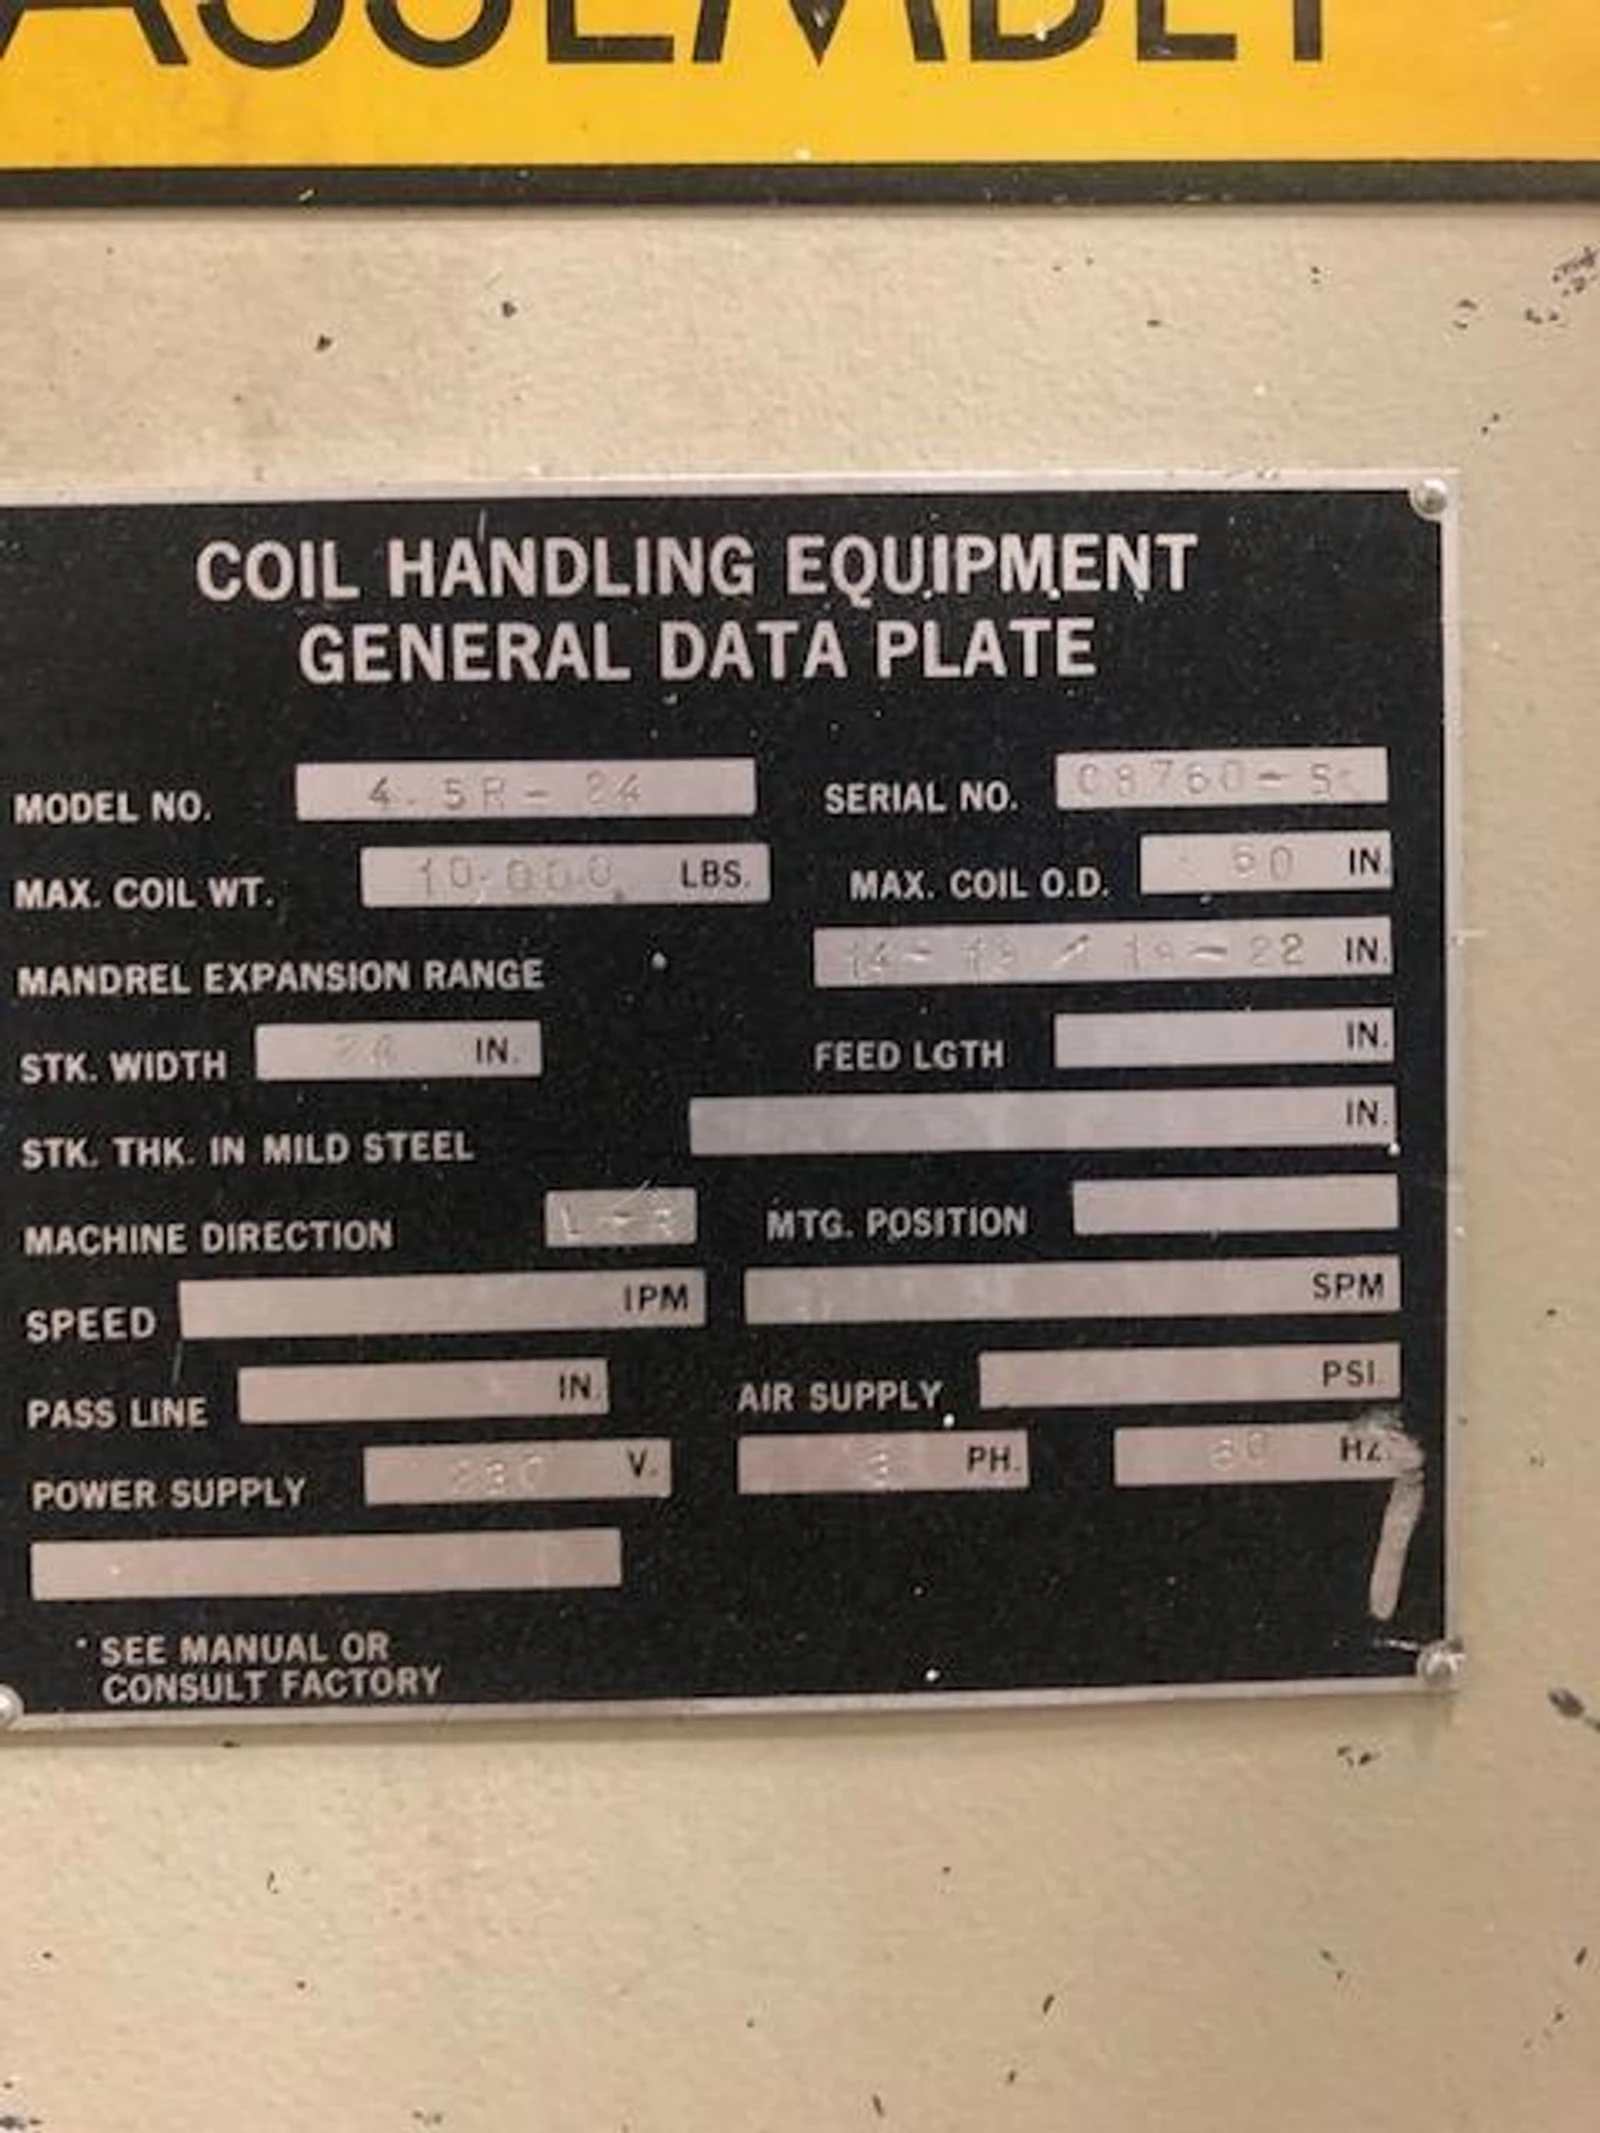 ASSEMBLY
COIL HANDLING EQUIPMENT
GENERAL DATA PLATE
MODEL NO. 4.5R-24 SERIAL NO.
MAX. COIL WT. 10,000 LBS. MAX. COIL O.D. IN.
MANDREL EXPANSION RANGE IN.
STK. WIDTH 24 IN. FEED LGTH IN.
STK. THK. IN MILD STEEL IN.
MACHINE DIRECTION L-R MTG. POSITION
SPEED IPM SPM
PASS LINE IN. AIR SUPPLY PSI.
POWER SUPPLY 230 V. 3 PH. 60 HZ.
* SEE MANUAL OR
CONSULT FACTORY